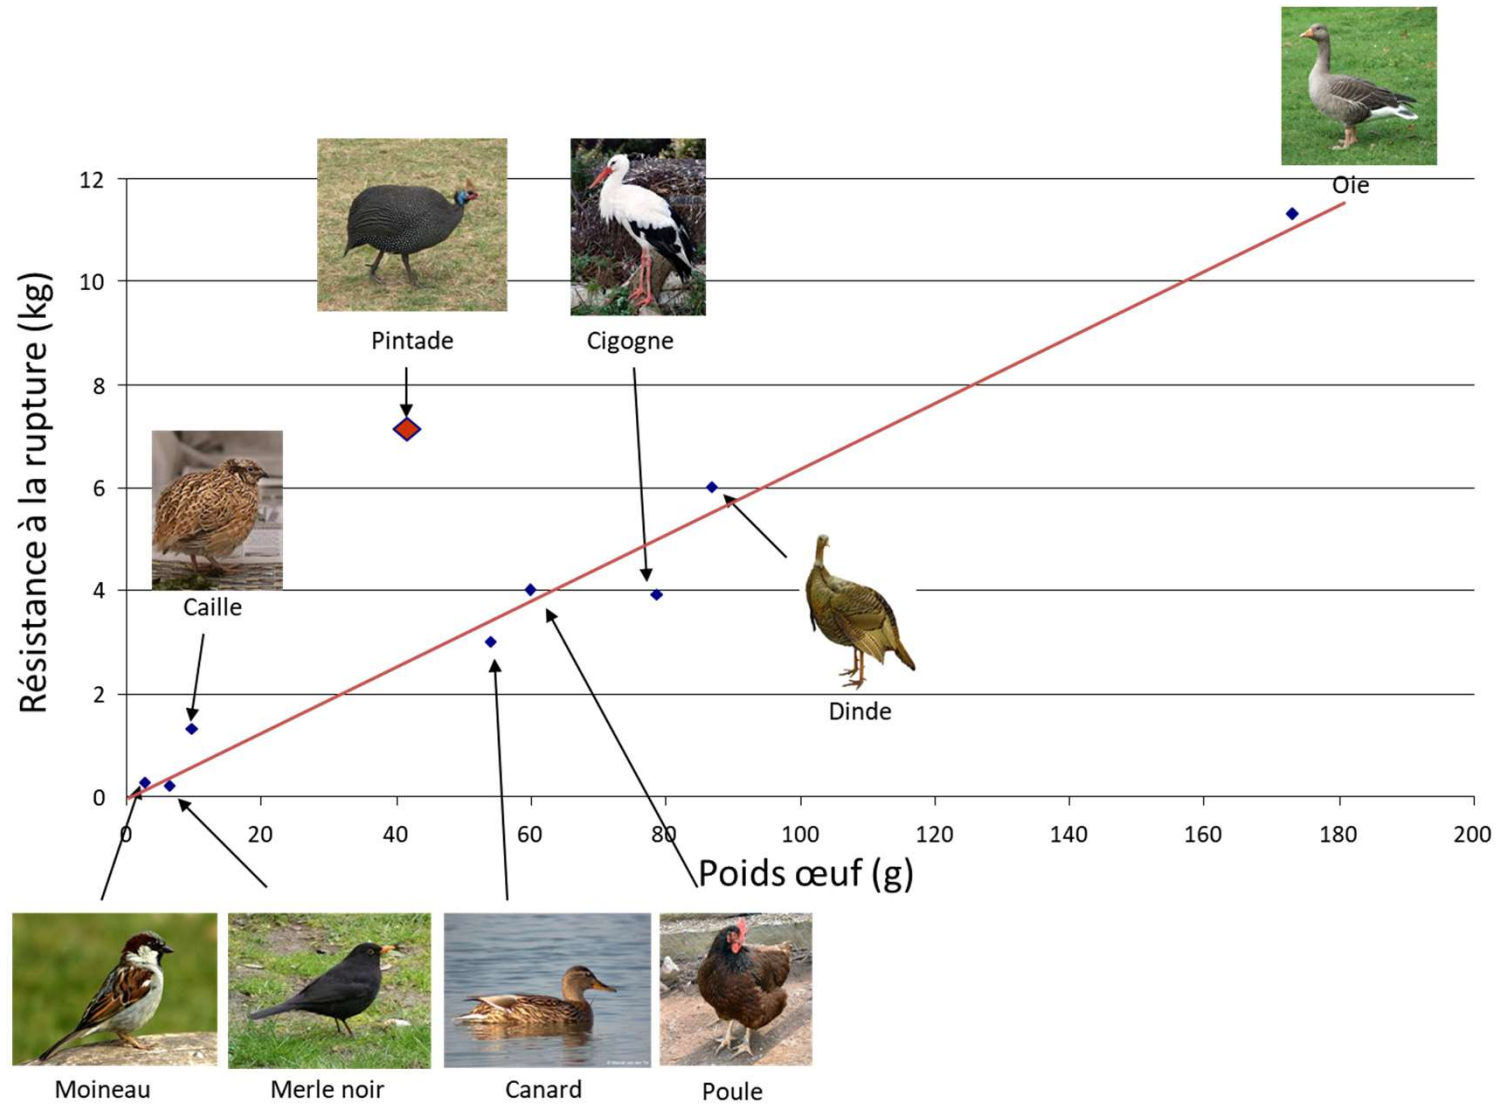 Oie
12
Pintade
Cigogne
10
8
Résistance à la rupture (kg)
6
Caille
4
Dinde
2
0
0 20 40 60 80 100 120 140 160 180 200
Poids œuf (g)
Moineau
Merle noir
Canard
Poule